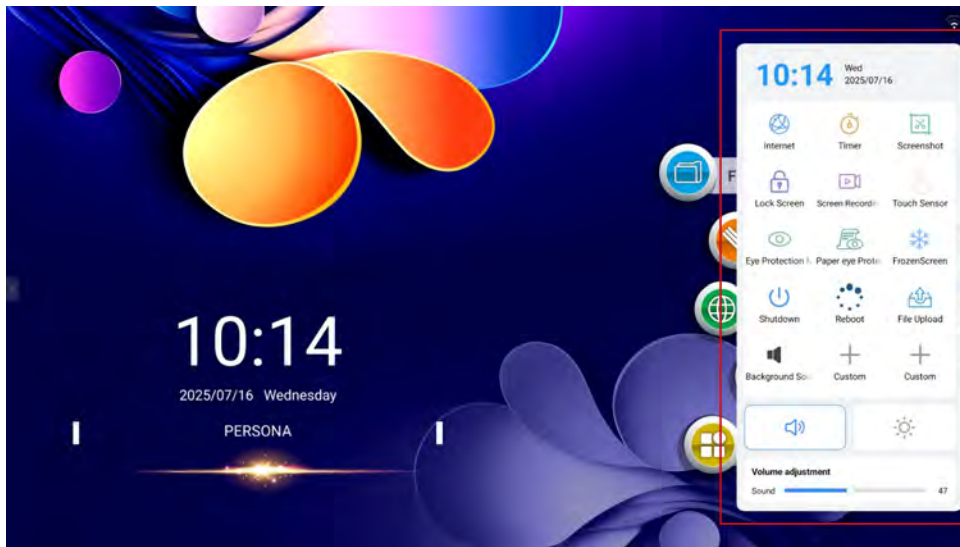 10:14
2025/07/16 Wednesday
PERSONA
F
10:14 Wed
2025/07/16
Internet Timer Screenshot
Lock Screen Screen Recordi Touch Sensor
Eye Protection Paper eye Prote FrozenScreen
Shutdown Reboot File Upload
Background Sou Custom Custom
Volume adjustment
Sound 47